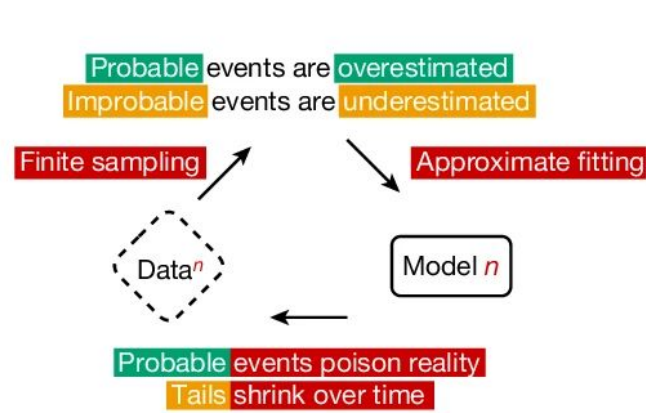 Probable events are overestimated
Improbable events are underestimated
Finite sampling
Approximate fitting
Dataⁿ
Model n
Probable events poison reality
Tails shrink over time